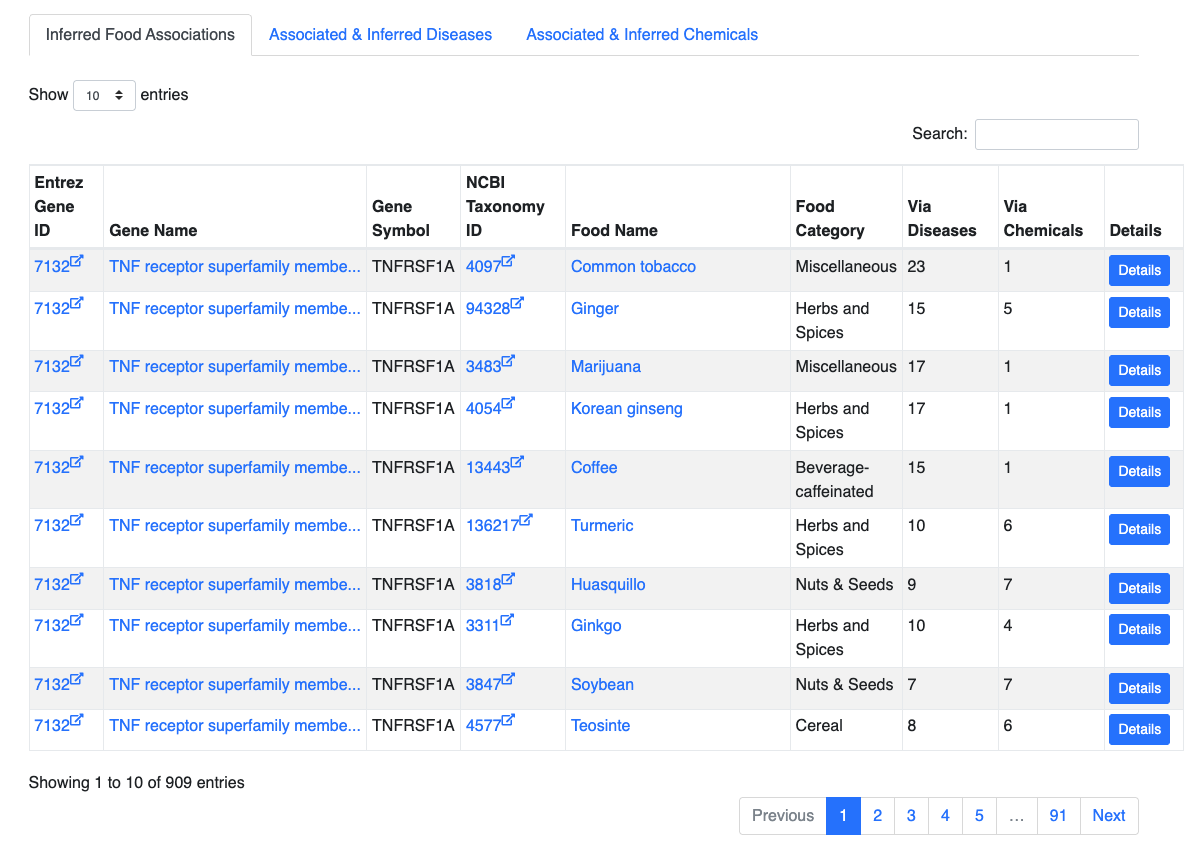 Inferred Food Associations Associated & Inferred Diseases Associated & Inferred Chemicals
Show 10 entries
Search:
Entrez Gene ID Gene Name Gene Symbol NCBI Taxonomy ID Food Name Food Category Via Diseases Via Chemicals Details
7132 TNF receptor superfamily membe... TNFRSF1A 4097 Common tobacco Miscellaneous 23 1 Details
7132 TNF receptor superfamily membe... TNFRSF1A 94328 Ginger Herbs and Spices 15 5 Details
7132 TNF receptor superfamily membe... TNFRSF1A 3483 Marijuana Miscellaneous 17 1 Details
7132 TNF receptor superfamily membe... TNFRSF1A 4054 Korean ginseng Herbs and Spices 17 1 Details
7132 TNF receptor superfamily membe... TNFRSF1A 13443 Coffee Beverage-caffeinated 15 1 Details
7132 TNF receptor superfamily membe... TNFRSF1A 136217 Turmeric Herbs and Spices 10 6 Details
7132 TNF receptor superfamily membe... TNFRSF1A 3818 Huasquillo Nuts & Seeds 9 7 Details
7132 TNF receptor superfamily membe... TNFRSF1A 3311 Ginkgo Herbs and Spices 10 4 Details
7132 TNF receptor superfamily membe... TNFRSF1A 3847 Soybean Nuts & Seeds 7 7 Details
7132 TNF receptor superfamily membe... TNFRSF1A 4577 Teosinte Cereal 8 6 Details
Showing 1 to 10 of 909 entries
Previous 1 2 3 4 5 … 91 Next